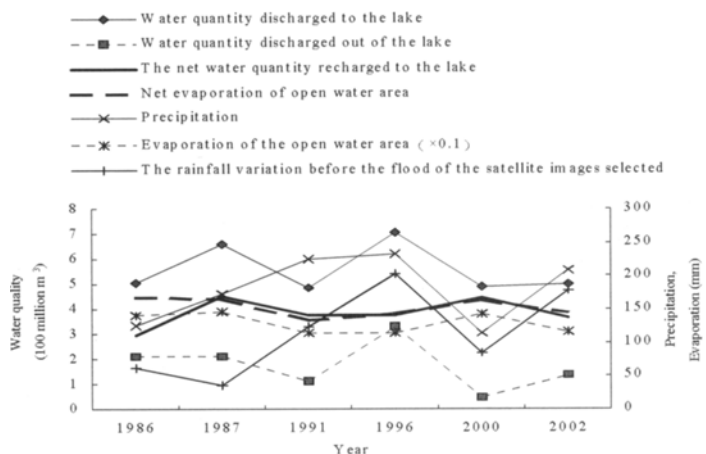 Water quantity discharged to the lake
Water quantity discharged out of the lake
The net water quantity recharged to the lake
Net evaporation of open water area
Precipitation
Evaporation of the open water area (×0.1)
The rainfall variation before the flood of the satellite images selected
Water quality
(100 million m³)
8
7
6
5
4
3
2
1
0
300
250
200
150
100
50
0
Precipitation,
Evaporation (mm)
1986 1987 1991 1996 2000 2002
Year